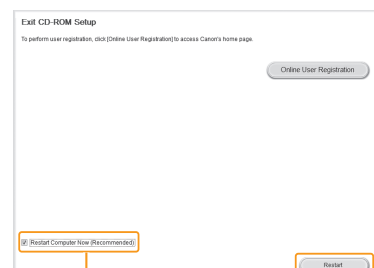 Exit CD-ROM Setup
To perform user registration, click [Online User Registration] to access Canon's home page.
Online User Registration
Restart Computer Now (Recommended)
Restart